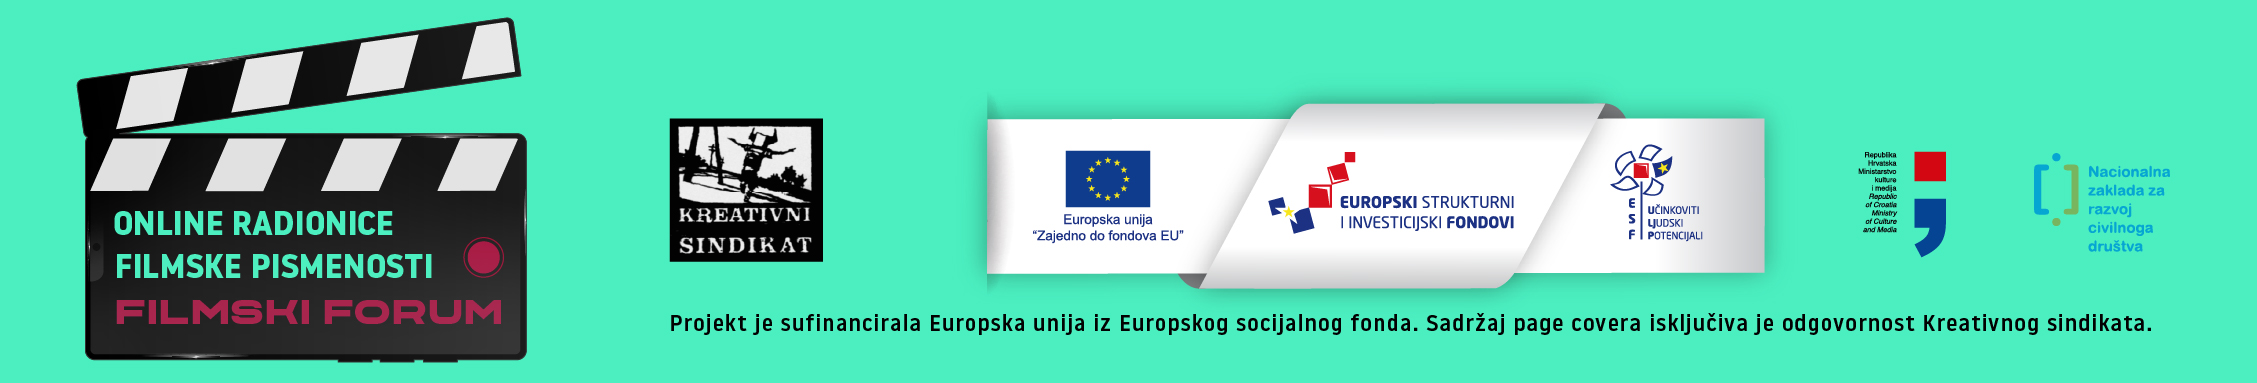 ONLINE RADIONICE
FILMSKE PISMENOSTI
FILMSKI FORUM
KREATIVNI
SINDIKAT
Europska unija
“Zajedno do fondova EU”
EUROPSKI STRUKTURNI
I INVESTICIJSKI FONDOVI
E
S
F
UČINKOVITI
LJUDSKI
POTENCIJALI
Republika
Hrvatska
Ministarstvo
kulture
i medija
Republic
of Croatia
Ministry
of Culture
and Media
Nacionalna
zaklada za
razvoj
civilnoga
društva
Projekt je sufinancirala Europska unija iz Europskog socijalnog fonda. Sadržaj page covera isključiva je odgovornost Kreativnog sindikata.